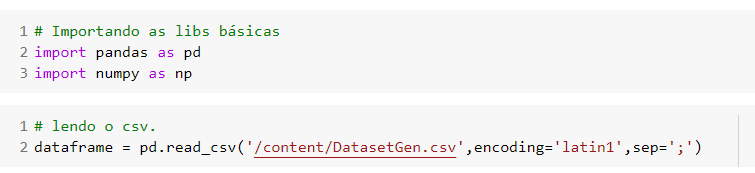 1 # Importando as libs básicas
2 import pandas as pd
3 import numpy as np
1 # lendo o csv.
2 dataframe = pd.read_csv('/content/DatasetGen.csv',encoding='latin1',sep=';')